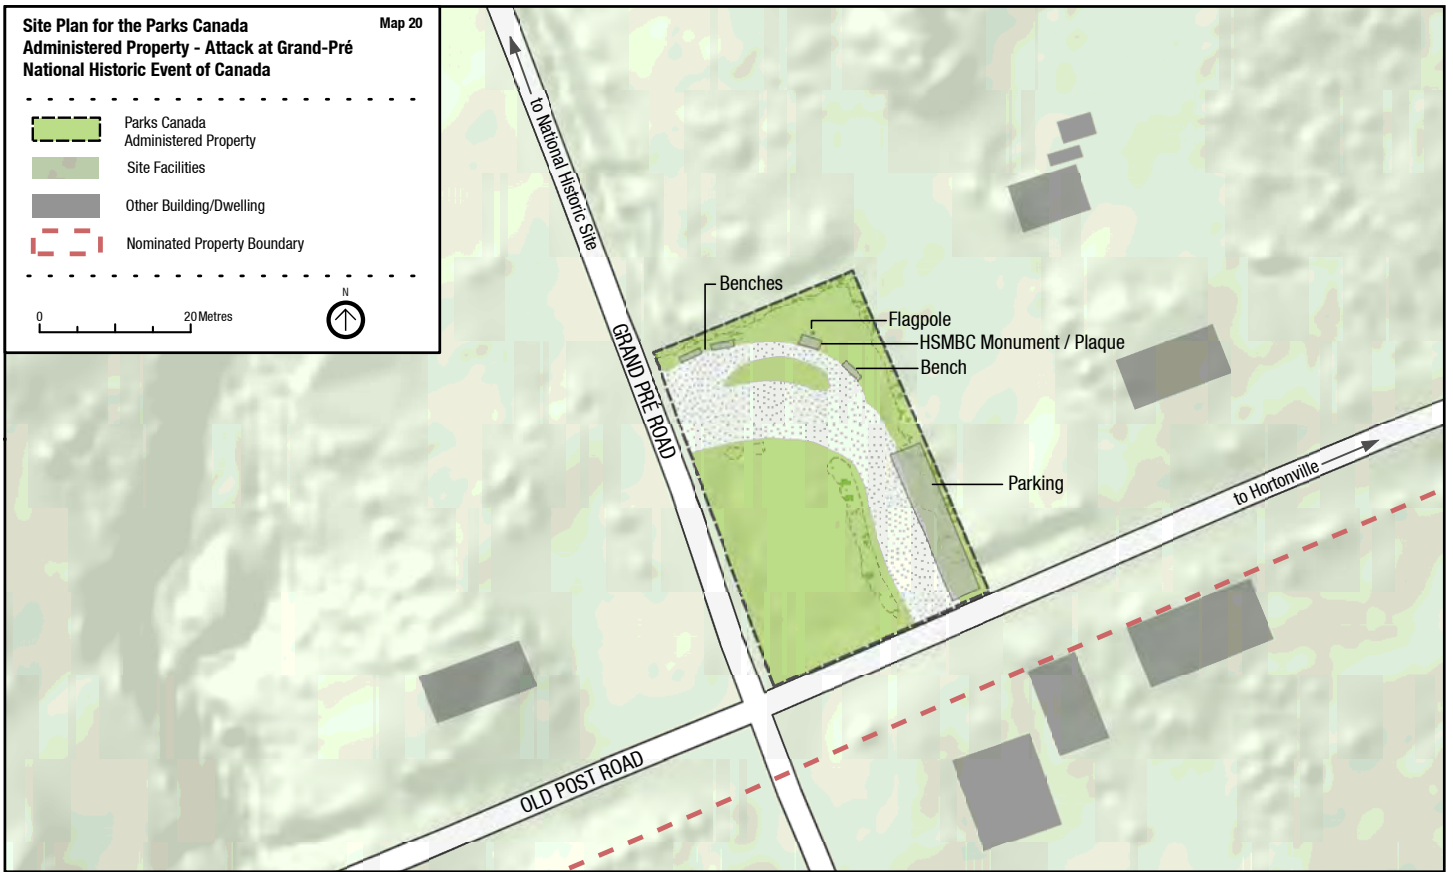 Site Plan for the Parks Canada
Map 20
Administered Property - Attack at Grand-Pré
National Historic Event of Canada
Parks Canada
Administered Property
Site Facilities
Other Building/Dwelling
Nominated Property Boundary
0
20 Metres
N
to National Historic Site
GRAND PRÉ ROAD
Benches
Flagpole
HSMBC Monument / Plaque
Bench
Parking
to Hortonville
OLD POST ROAD